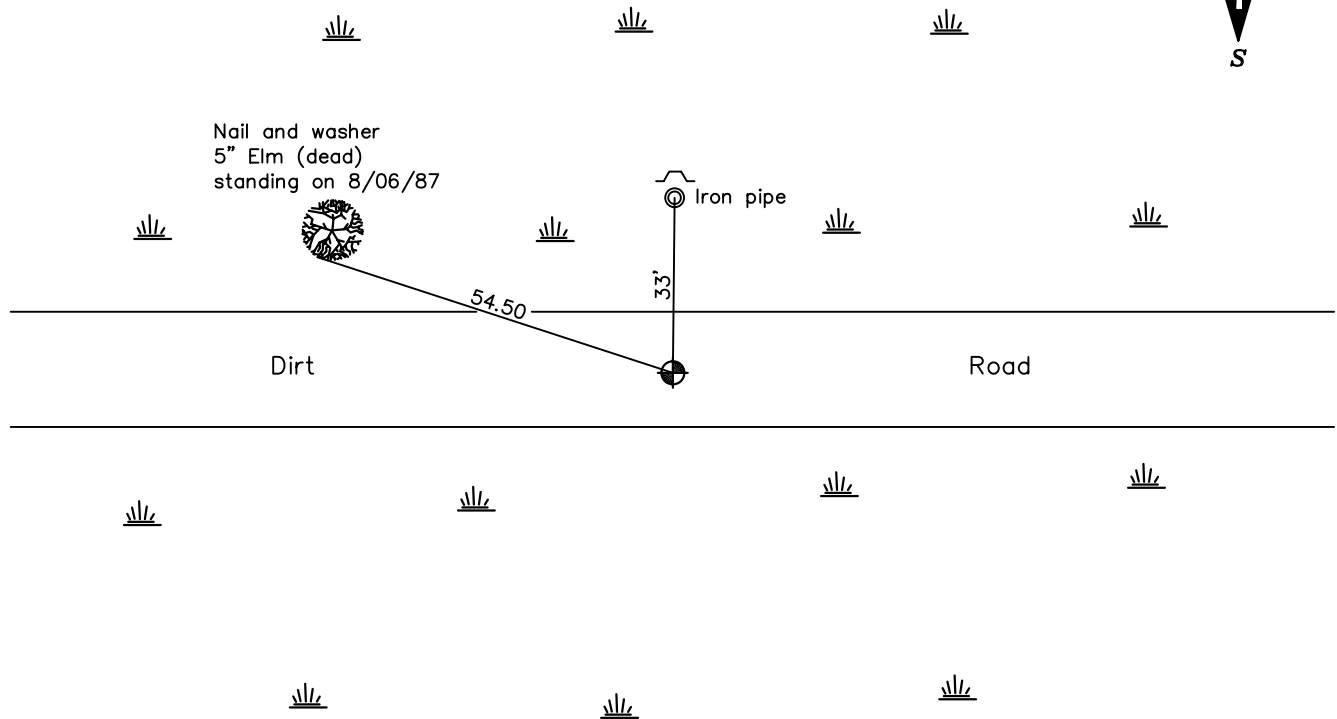 S
Nail and washer
5" Elm (dead)
standing on 8/06/87
Iron pipe
33'
54.50
Dirt Road